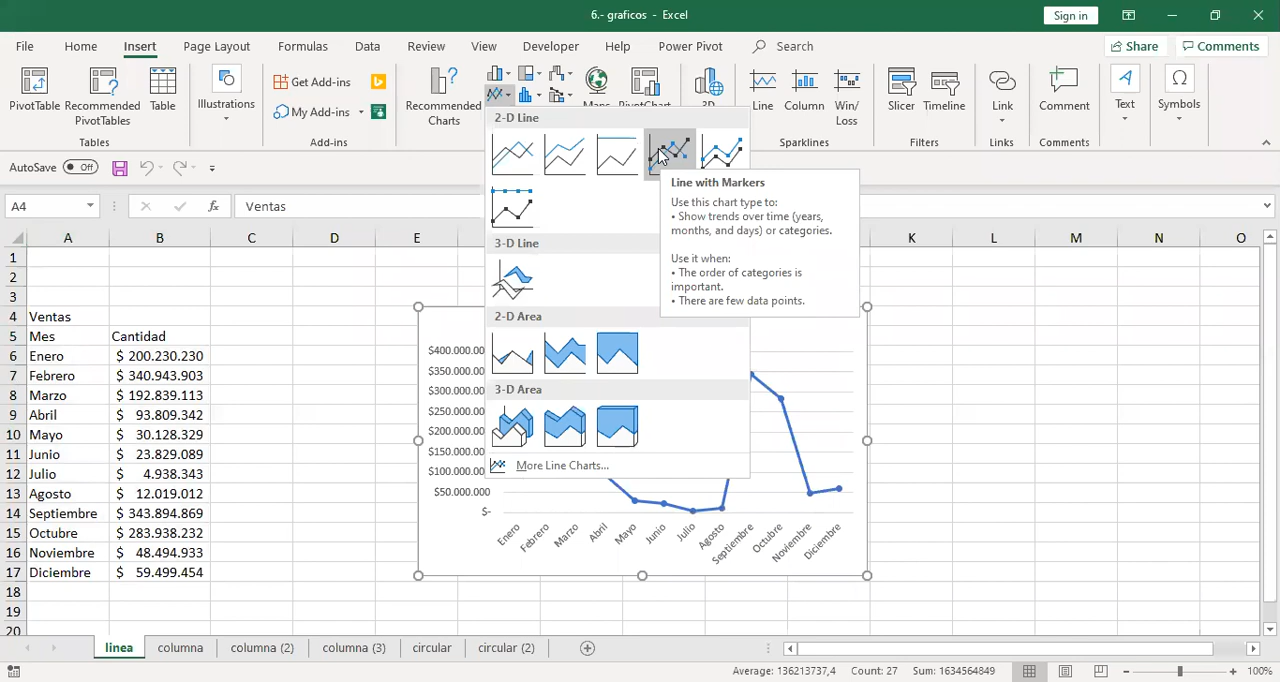 6.- graficos - Excel
Sign in
File Home Insert Page Layout Formulas Data Review View Developer Help Power Pivot Search Share Comments
PivotTable Recommended PivotTables Table
Tables
Illustrations
Get Add-ins
My Add-ins
Add-ins
Recommended Charts
Line Column Win/Loss
Sparklines
Slicer Timeline
Filters
Link
Links
Comment
Comments
Text
Symbols
AutoSave Off
A4 fx Ventas
2-D Line
Line with Markers
Use this chart type to:
• Show trends over time (years,
months, and days) or categories.
Use it when:
• The order of categories is
important.
• There are few data points.
3-D Line
2-D Area
3-D Area
More Line Charts...
A B C D E K L M N O
1
2
3
4 Ventas
5 Mes Cantidad
6 Enero $ 200.230.230
7 Febrero $ 340.943.903
8 Marzo $ 192.839.113
9 Abril $ 93.809.342
10 Mayo $ 30.128.329
11 Junio $ 23.829.089
12 Julio $ 4.938.343
13 Agosto $ 12.019.012
14 Septiembre $ 343.894.869
15 Octubre $ 283.938.232
16 Noviembre $ 48.494.933
17 Diciembre $ 59.499.454
18
19
20
$400.000.00
$350.000.00
$300.000.00
$250.000.00
$200.000.00
$150.000.00
$100.000.00
$50.000.000
$-
Enero Febrero Marzo Abril Mayo Junio Julio Agosto Septiembre Octubre Noviembre Diciembre
linea columna columna (2) columna (3) circular circular (2)
Average: 136213737,4 Count: 27 Sum: 1634564849 100%